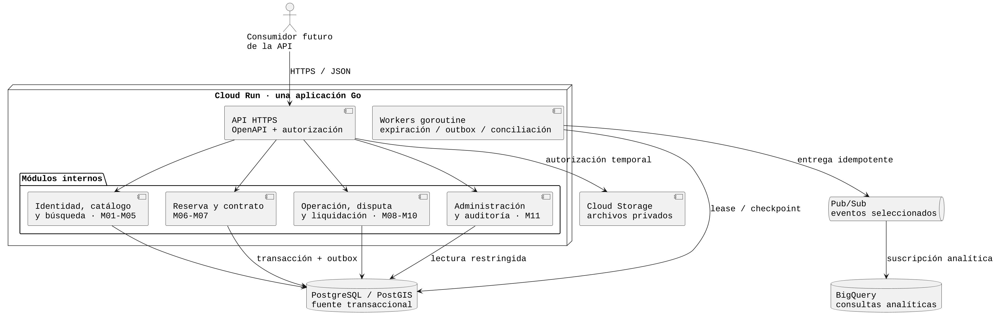 Consumidor futuro
de la API
HTTPS / JSON
Cloud Run · una aplicación Go
API HTTPS
OpenAPI + autorización
Workers goroutine
expiración / outbox / conciliación
autorización temporal
entrega idempotente
Módulos internos
Identidad, catálogo
y búsqueda · M01-M05
Reserva y contrato
M06-M07
Operación, disputa
y liquidación · M08-M10
Administración
y auditoría · M11
Cloud Storage
archivos privados
lease / checkpoint
Pub/Sub
eventos seleccionados
transacción + outbox
lectura restringida
suscripción analítica
PostgreSQL / PostGIS
fuente transaccional
BigQuery
consultas analíticas